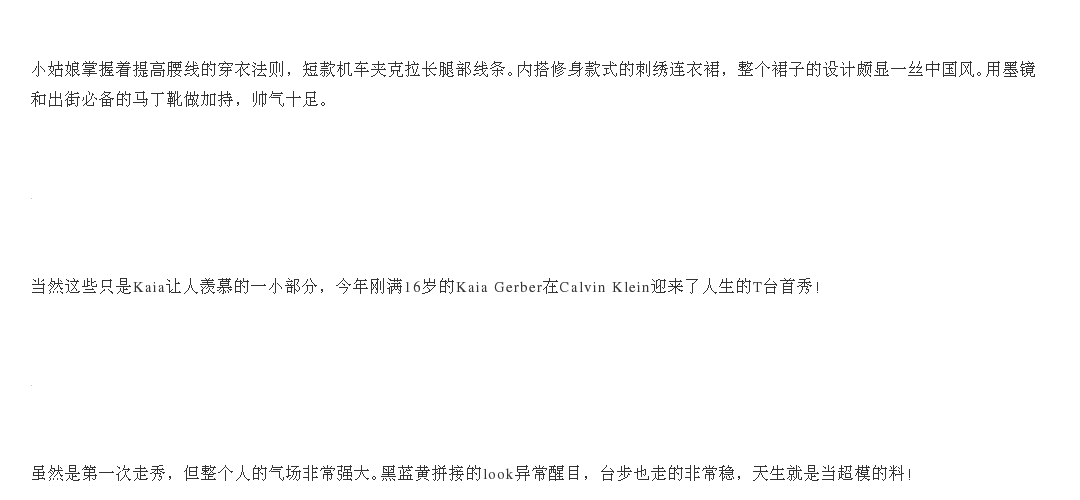 小姑娘掌握着提高腰线的穿衣法则，短款机车夹克拉长腿部线条。内搭修身款式的刺绣连衣裙，整个裙子的设计颇显一丝中国风。用墨镜
和出街必备的马丁靴做加持，帅气十足。
当然这些只是Kaia让人羡慕的一小部分，今年刚满16岁的Kaia Gerber在Calvin Klein迎来了人生的T台首秀！
虽然是第一次走秀，但整个人的气场非常强大。黑蓝黄拼接的look异常醒目，台步也走的非常稳，天生就是当超模的料！